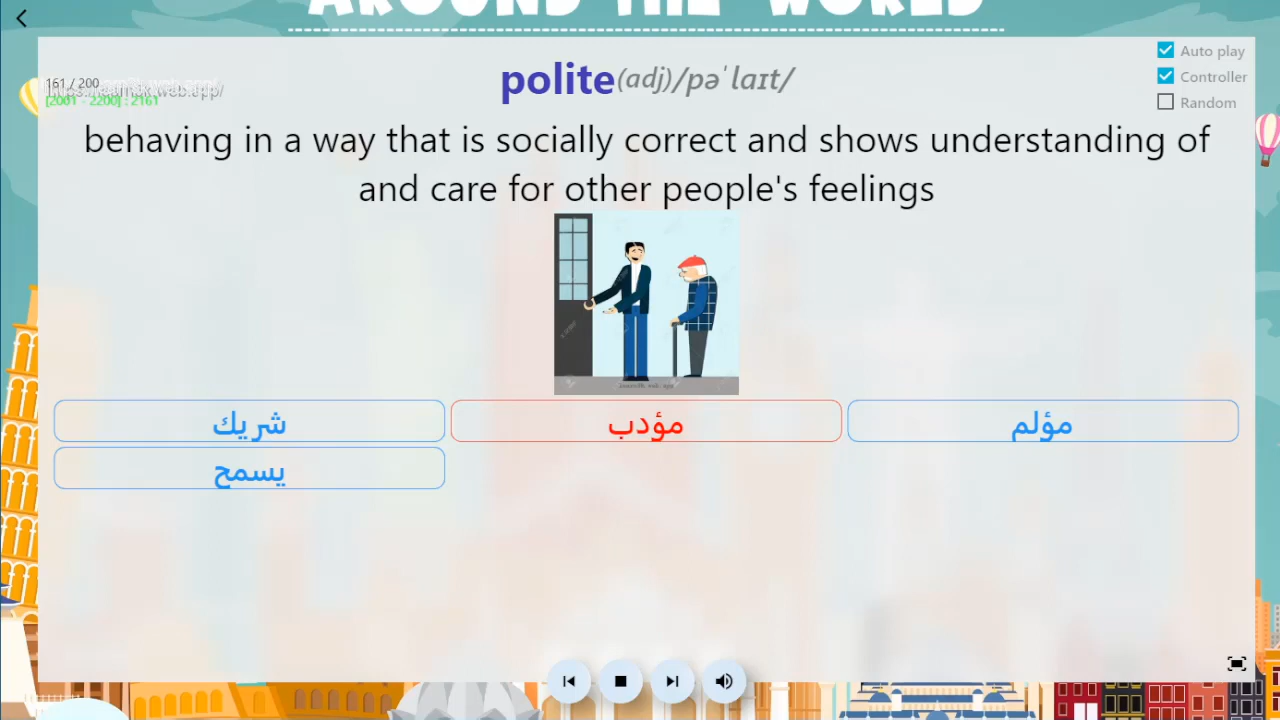 AROUND THE WORLD
Auto play
161 / 200
polite(adj)/pəˈlaɪt/
Controller
[2001 - 2200] : 2161
Random
behaving in a way that is socially correct and shows understanding of
and care for other people's feelings
شريك
مؤدب
مؤلم
يسمح